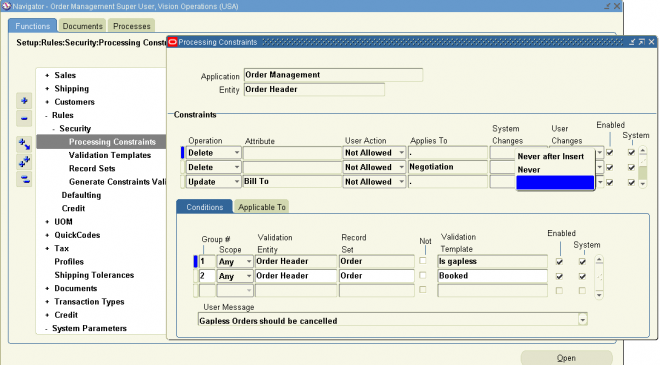 Navigator - Order Management Super User, Vision Operations (USA)
Functions Documents Processes
Setup:Rules:Security:Processing
Processing Constraints
Application Order Management
Entity Order Header
+ Sales
+ Shipping
+ Customers
- Rules
- Security
Processing Constraints
Validation Templates
Record Sets
Generate Constraints Vali
Defaulting
Credit
+ UOM
+ QuickCodes
+ Tax
Profiles
Shipping Tolerances
+ Documents
+ Transaction Types
+ Credit
- System Parameters
Constraints
System User Enabled
Operation Attribute User Action Applies To Changes Changes System
Delete Not Allowed .
Delete Not Allowed Negotiation
Update Bill To Not Allowed .
Never after Insert
Never
Conditions Applicable To
Group # Validation Record Not Validation Enabled
Scope Entity Set Template System
1 Any Order Header Order Is gapless
2 Any Order Header Order Booked
User Message
Gapless Orders should be cancelled
Open